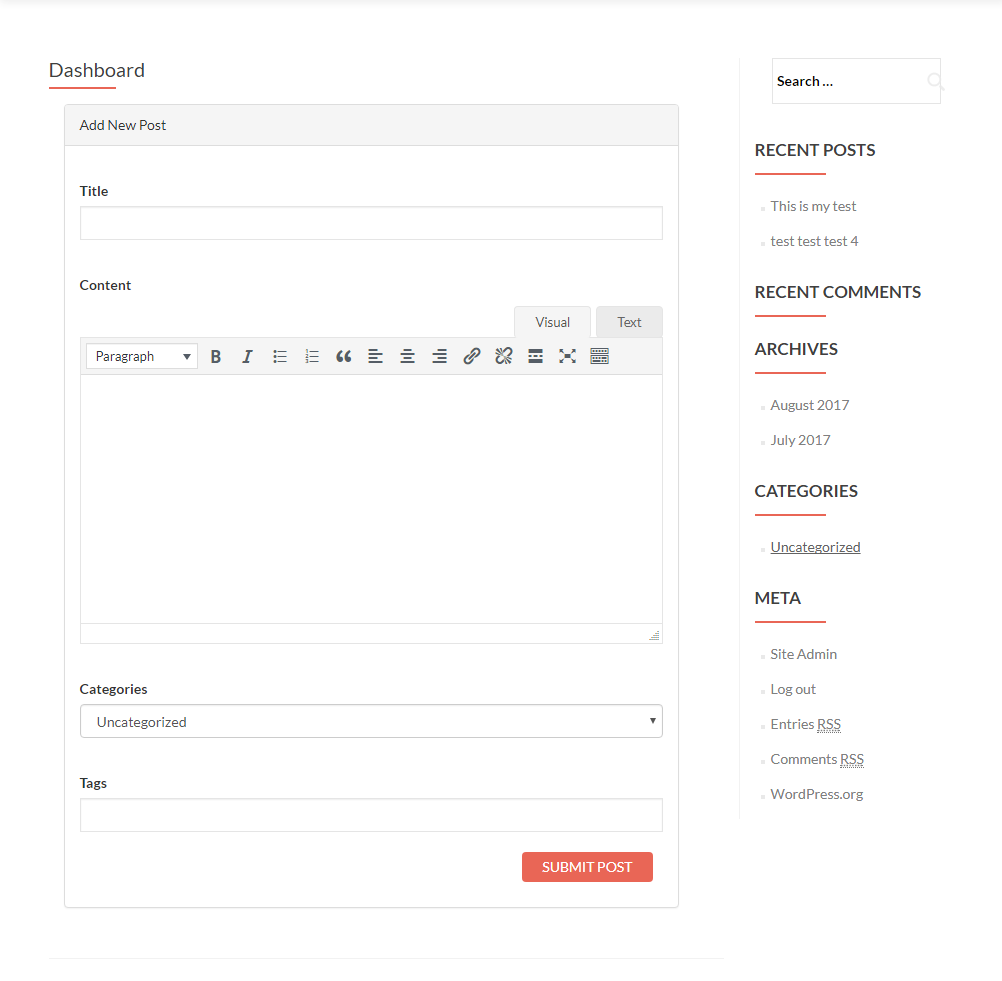 Dashboard
Add New Post
Title
Content
Visual Text
Paragraph B I
Categories
Uncategorized
Tags
SUBMIT POST
Search …
RECENT POSTS
This is my test
test test test 4
RECENT COMMENTS
ARCHIVES
August 2017
July 2017
CATEGORIES
Uncategorized
META
Site Admin
Log out
Entries RSS
Comments RSS
WordPress.org